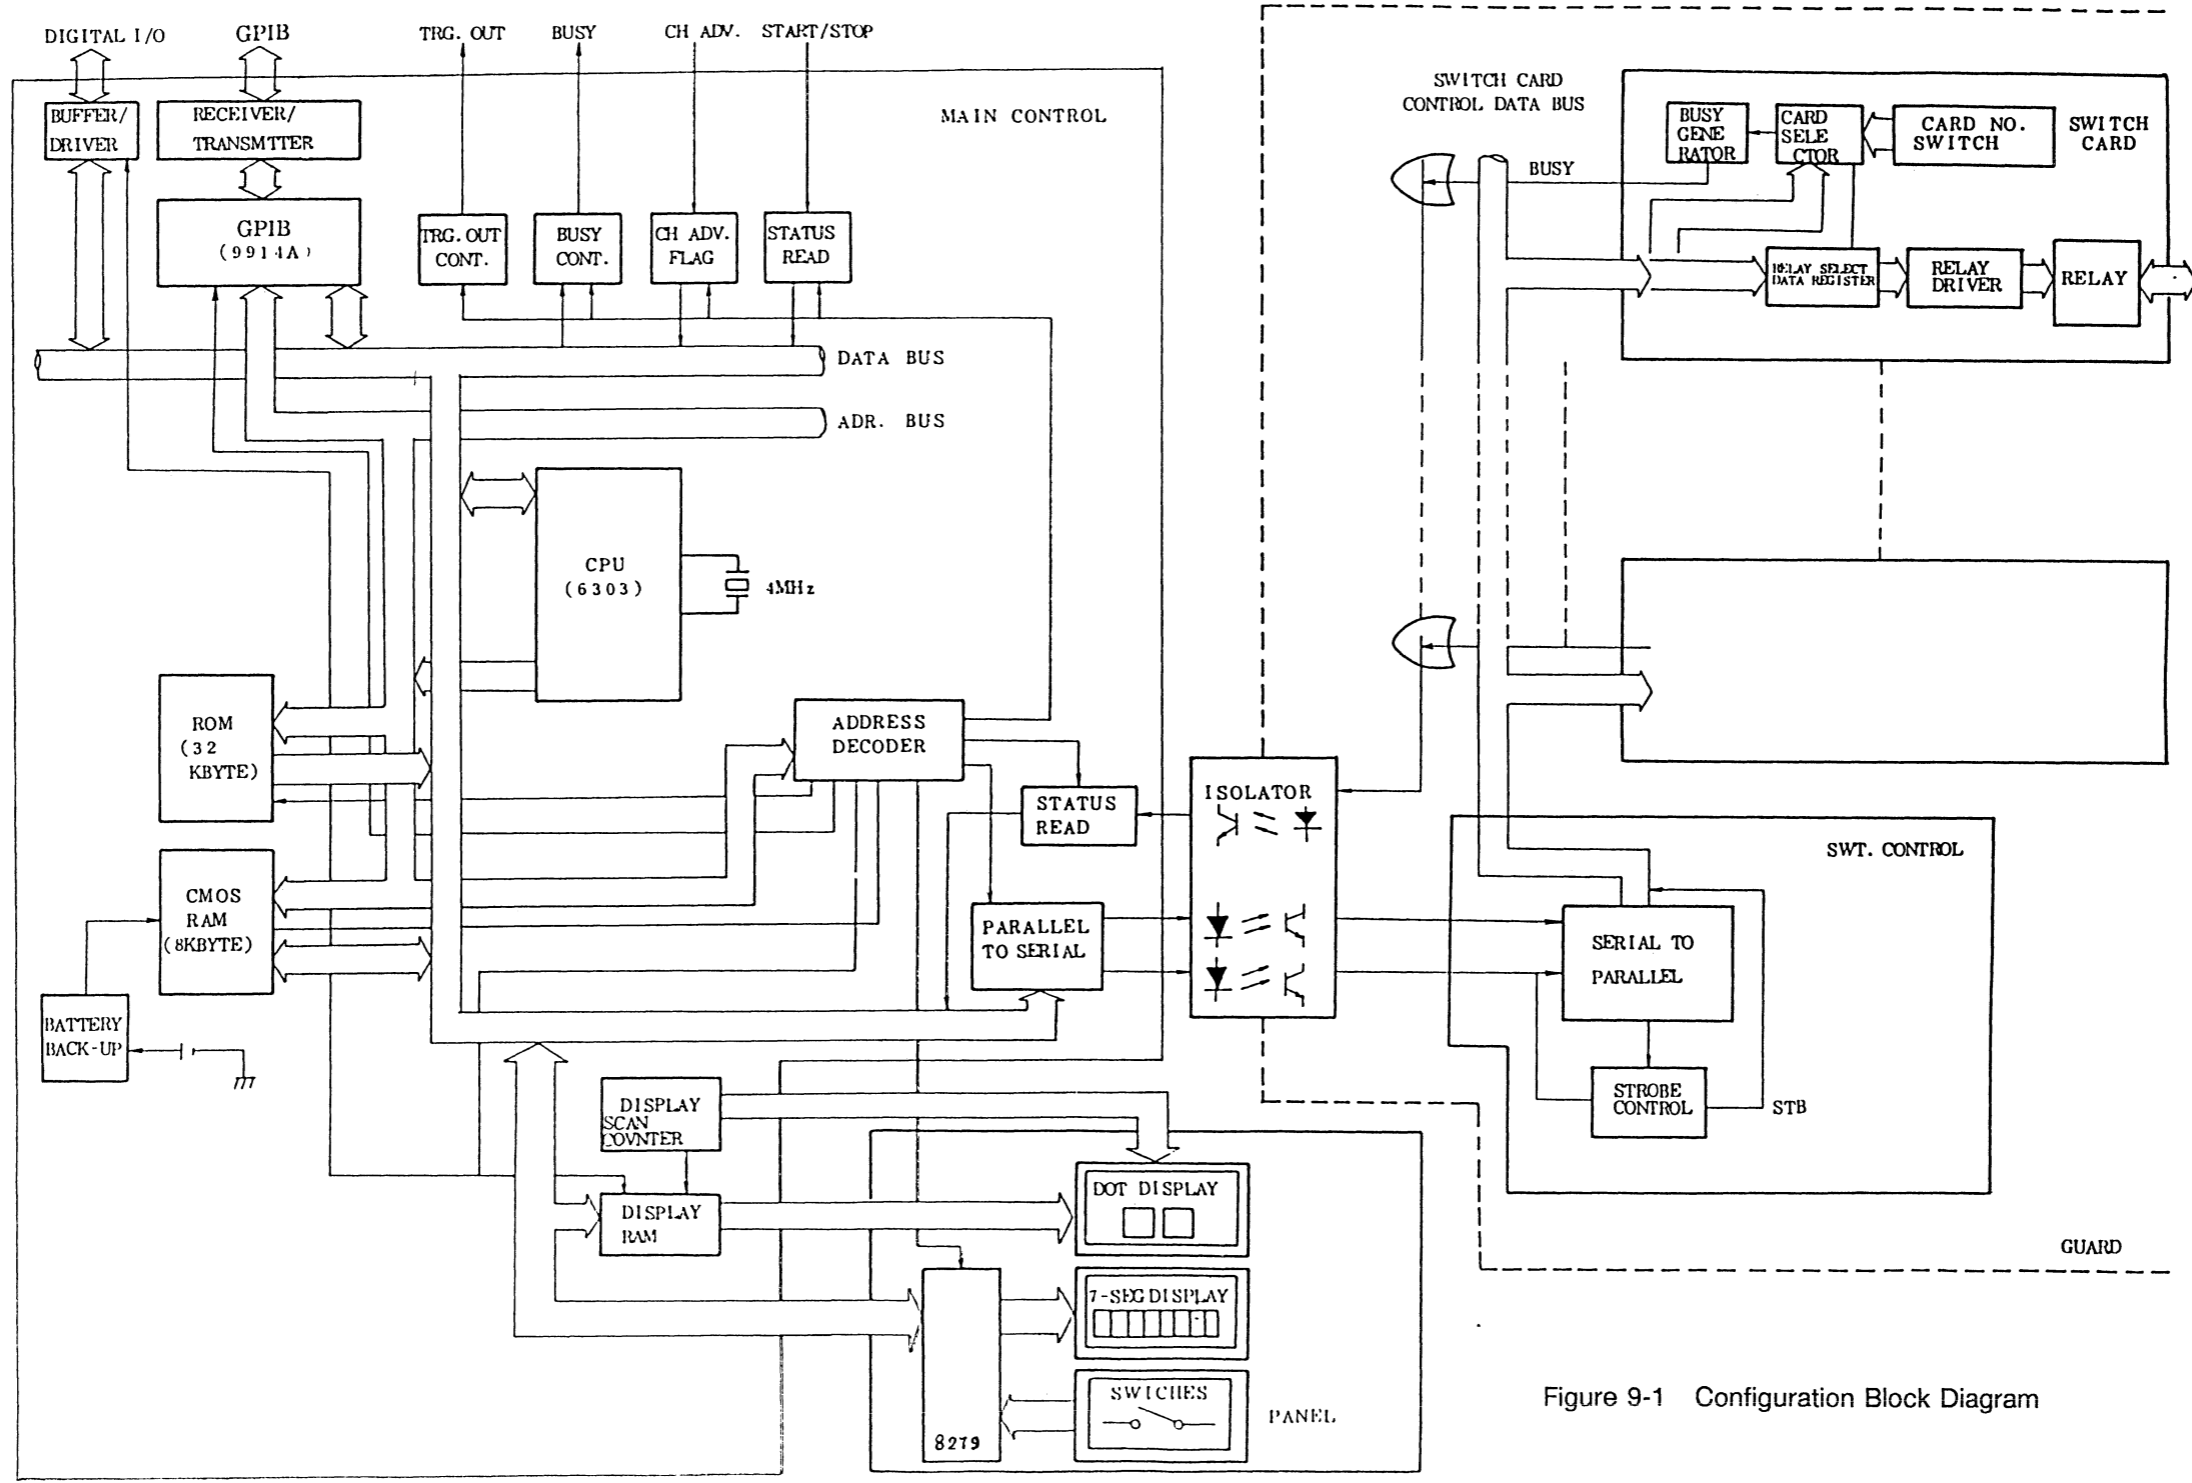 DIGITAL I/O
GPIB
TRG. OUT
BUSY
CH ADV.
START/STOP
BUFFER/
DRIVER
RECEIVER/
TRANSMTTER
MAIN CONTROL
GPIB
(9914A)
TRG. OUT
CONT.
BUSY
CONT.
CH ADV.
FLAG
STATUS
READ
DATA BUS
ADR. BUS
CPU
(6303)
4MHz
ROM
(32
KBYTE)
ADDRESS
DECODER
STATUS
READ
CMOS
RAM
(8KBYTE)
PARALLEL
TO SERIAL
BATTERY
BACK-UP
DISPLAY
SCAN
COVNTER
DISPLAY
RAM
DOT DISPLAY
7-SEG DISPLAY
SWICHES
8279
PANEL
ISOLATOR
SWITCH CARD
CONTROL DATA BUS
BUSY
BUSY
GENE
RATOR
CARD
SELE
CTOR
CARD NO.
SWITCH
SWITCH
CARD
RELAY SELECT
DATA REGISTER
RELAY
DRIVER
RELAY
SWT. CONTROL
SERIAL TO
PARALLEL
STROBE
CONTROL
STB
GUARD
Figure 9-1 Configuration Block Diagram